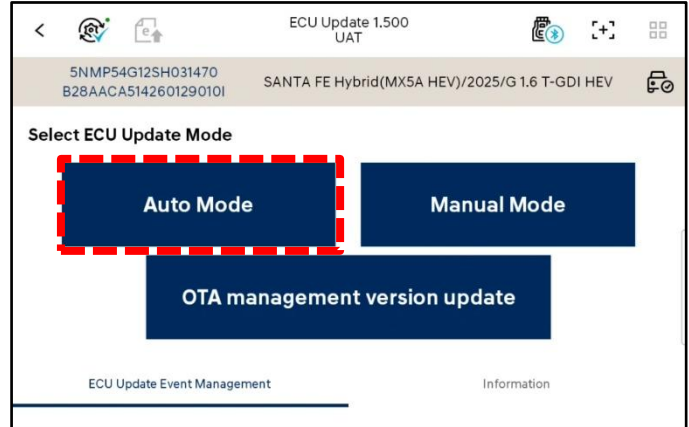 ECU Update 1.500
UAT
5NMP54G12SH031470
B28AACA514260129010I
SANTA FE Hybrid(MX5A HEV)/2025/G 1.6 T-GDI HEV
Select ECU Update Mode
Auto Mode
Manual Mode
OTA management version update
ECU Update Event Management
Information